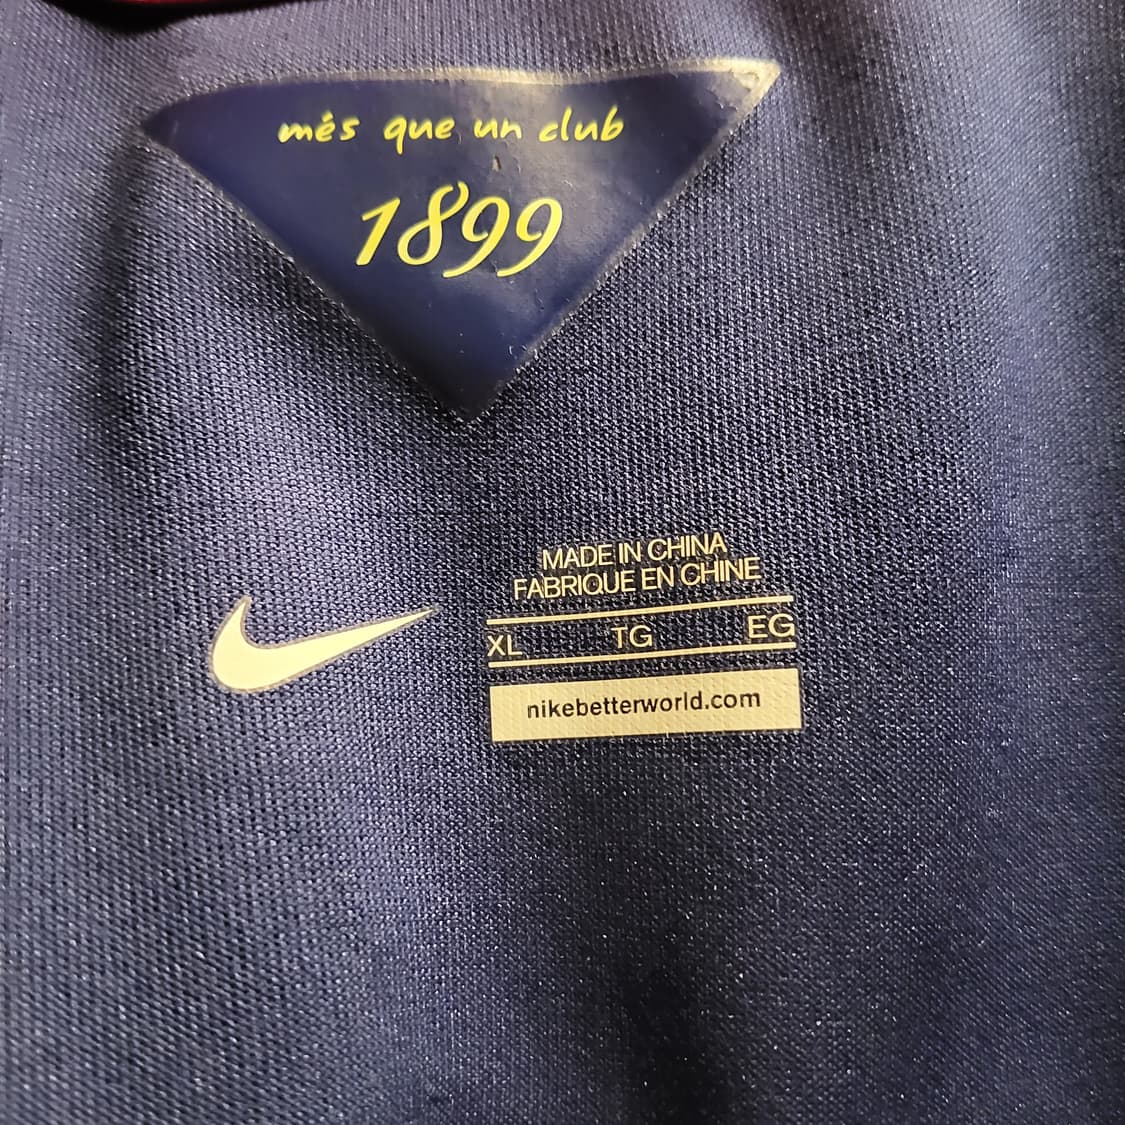 més que un club
1899
MADE IN CHINA
FABRIQUE EN CHINE
XL TG EG
nikebetterworld.com